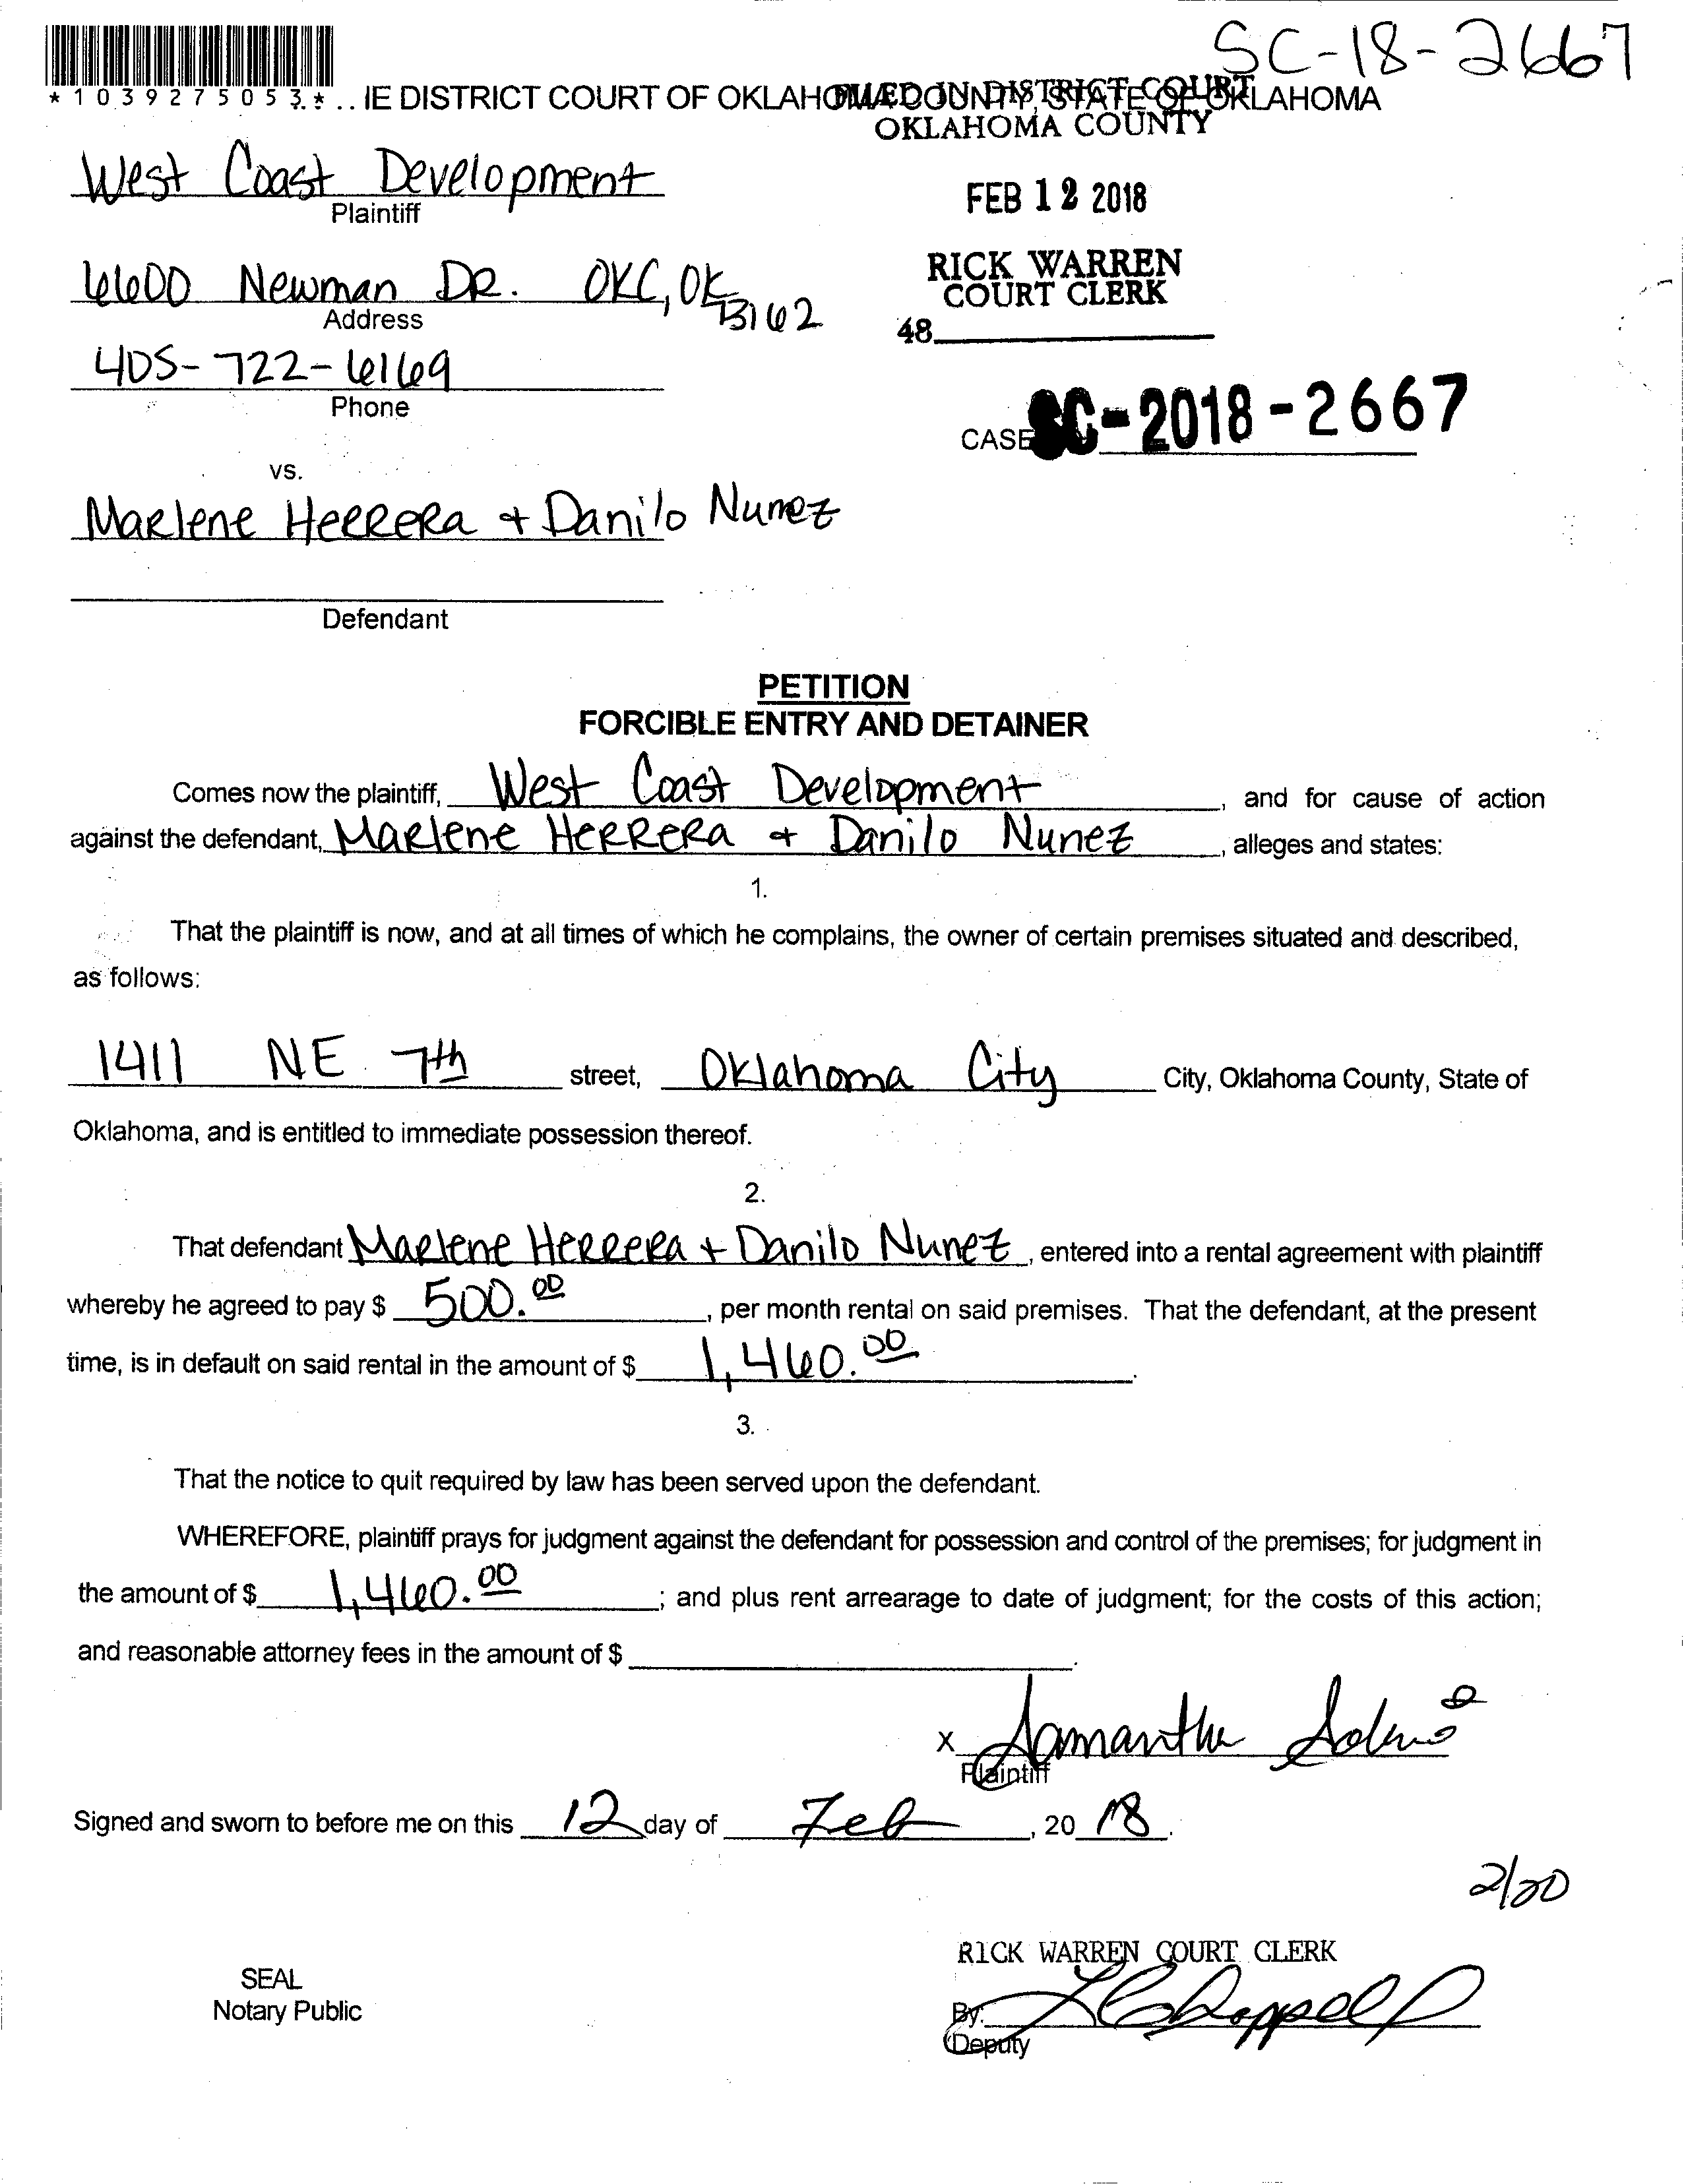 SC-18-2667
* 1 0 3 9 2 7 5 0 5 3 . * . . IE DISTRICT COURT OF OKLAHOMA COUNTY, STATE OF OKLAHOMA
FILED IN DISTRICT COURT
OKLAHOMA COUNTY
West Coast Development
Plaintiff
FEB 12 2018
6600 Newman DR. OKC, OK 73162
Address
RICK WARREN
COURT CLERK
48
405-722-6169
Phone
CASE SC-2018-2667
vs.
Marlene Herrera + Danilo Nunez
Defendant
PETITION
FORCIBLE ENTRY AND DETAINER
Comes now the plaintiff, West Coast Development, and for cause of action
against the defendant, Marlene Herrera + Danilo Nunez, alleges and states:
1.
That the plaintiff is now, and at all times of which he complains, the owner of certain premises situated and described,
as follows:
1411 NE 7th street, Oklahoma City City, Oklahoma County, State of
Oklahoma, and is entitled to immediate possession thereof.
2.
That defendant Marlene Herrera + Danilo Nunez, entered into a rental agreement with plaintiff
whereby he agreed to pay $ 500.00, per month rental on said premises. That the defendant, at the present
time, is in default on said rental in the amount of $ 1,460.00.
3.
That the notice to quit required by law has been served upon the defendant.
WHEREFORE, plaintiff prays for judgment against the defendant for possession and control of the premises; for judgment in
the amount of $ 1,460.00; and plus rent arrearage to date of judgment; for the costs of this action;
and reasonable attorney fees in the amount of $ .
X Samantha
Plaintiff
Signed and sworn to before me on this 12 day of Feb, 2018.
2/20
RICK WARREN COURT CLERK
SEAL
Notary Public
By:
Deputy